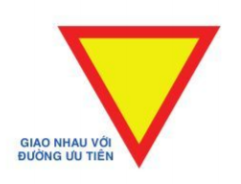 GIAO NHAU VỚI
ĐƯỜNG ƯU TIÊN